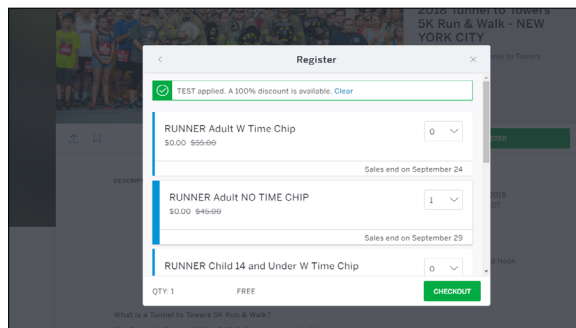 2018 Tunnel to Towers
5K Run & Walk - NEW
YORK CITY
Register
TEST applied. A 100% discount is available. Clear
RUNNER Adult W Time Chip
$0.00 $55.00
0
Sales end on September 24
RUNNER Adult NO TIME CHIP
$0.00 $45.00
1
Sales end on September 29
RUNNER Child 14 and Under W Time Chip
0
QTY: 1
FREE
CHECKOUT
What is a Tunnel to Towers 5K Run & Walk?